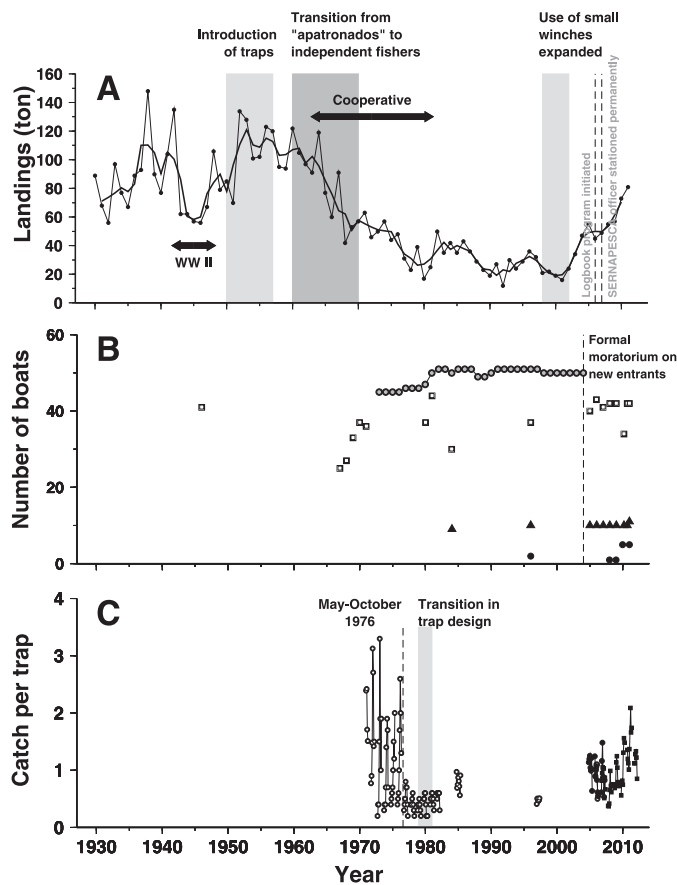 Introduction
of traps
Transition from
"apatronados" to
independent fishers
Use of small
winches
expanded
A
Landings (ton)
160
140
120
100
80
60
40
20
0
Cooperative
WW II
Logbook program initiated
SERNAPESCA officer stationed permanently
B
Number of boats
60
40
20
0
Formal
moratorium on
new entrants
C
Catch per trap
4
3
2
1
0
May-October
1976
Transition in
trap design
1930 1940 1950 1960 1970 1980 1990 2000 2010
Year